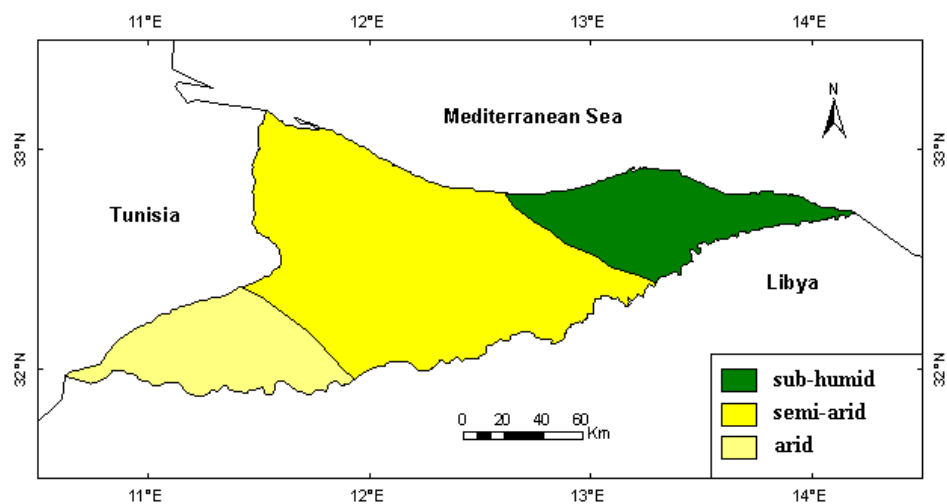 11°E 12°E 13°E 14°E
N
Mediterranean Sea
33°N 33°N
Tunisia
Libya
32°N 32°N
sub-humid
semi-arid
arid
0 20 40 60
Km
11°E 12°E 13°E 14°E